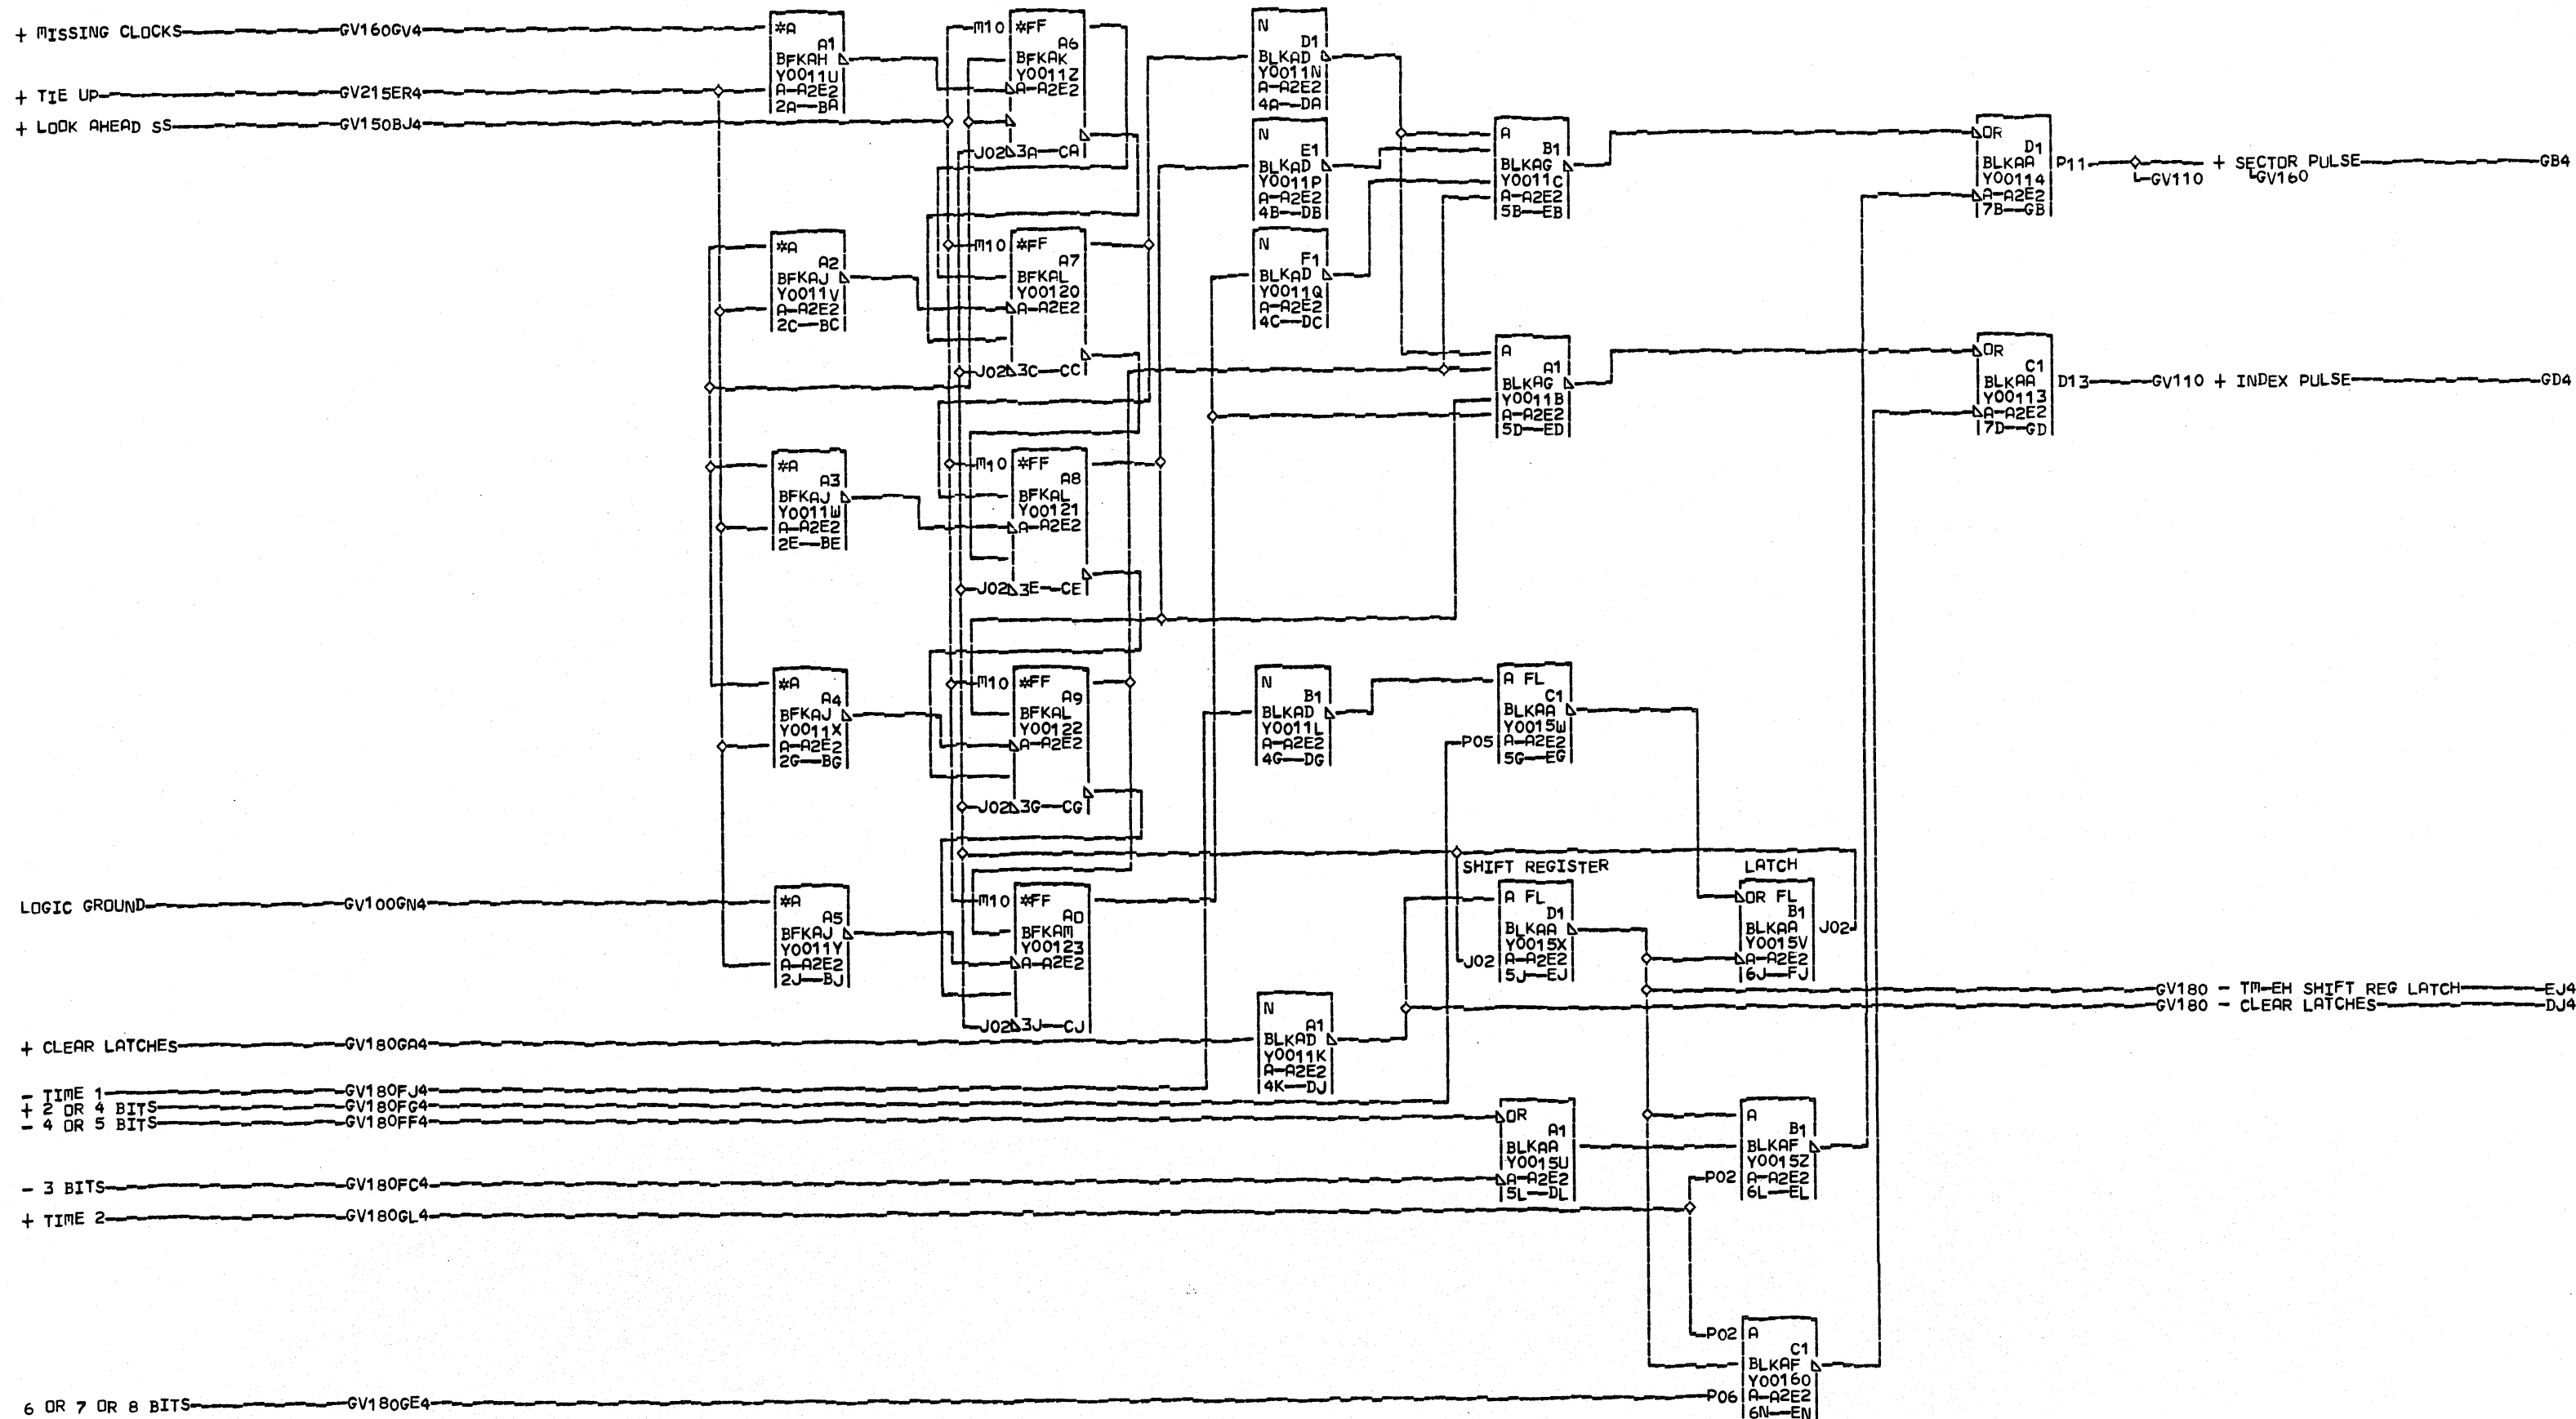 + MISSING CLOCKS GV160GV4
+ TIE UP GV215ER4
+ LOOK AHEAD SS GV150BJ4
*A
A1
BFKAH
Y0011U
A-A2E2
2A BA
M10 *FF
A6
BFKAK
Y0011Z
A-A2E2
J02 3A CA
N
D1
BLKAD
Y0011N
A-A2E2
4A DA
N
E1
BLKAD
Y0011P
A-A2E2
4B DB
A
B1
BLKAG
Y0011C
A-A2E2
5B EB
OR
D1
BLKAA
Y00114
A-A2E2
7B GB
P11 + SECTOR PULSE GB4
GV110 GV160
*A
A2
BFKAJ
Y0011V
A-A2E2
2C BC
M10 *FF
A7
BFKAL
Y00120
A-A2E2
J02 3C CC
N
F1
BLKAD
Y0011Q
A-A2E2
4C DC
A
A1
BLKAG
Y0011B
A-A2E2
5D ED
OR
C1
BLKAA
Y00113
A-A2E2
7D GD
D13 GV110 + INDEX PULSE GD4
*A
A3
BFKAJ
Y0011W
A-A2E2
2E BE
M10 *FF
A8
BFKAL
Y00121
A-A2E2
J02 3E CE
*A
A4
BFKAJ
Y0011X
A-A2E2
2G BG
M10 *FF
A9
BFKAL
Y00122
A-A2E2
J02 3G CG
N
B1
BLKAD
Y0011L
A-A2E2
4G DG
A FL
C1
BLKAA
Y0015W
P05 A-A2E2
5G EG
LOGIC GROUND GV100GN4
*A
A5
BFKAJ
Y0011Y
A-A2E2
2J BJ
M10 *FF
A0
BFKAM
Y00123
A-A2E2
J02 3J CJ
SHIFT REGISTER
A FL
D1
BLKAA
Y0015X
J02 A-A2E2
5J EJ
LATCH
OR FL
B1
BLKAA J02
Y0015V
A-A2E2
6J FJ
GV180 - TM-EH SHIFT REG LATCH EJ4
GV180 - CLEAR LATCHES DJ4
+ CLEAR LATCHES GV180GA4
N
A1
BLKAD
Y0011K
A-A2E2
4K DJ
- TIME 1 GV180FJ4
+ 2 OR 4 BITS GV180FG4
- 4 OR 5 BITS GV180FF4
- 3 BITS GV180FC4
+ TIME 2 GV180GL4
OR
A1
BLKAA
Y0015U
A-A2E2
5L DL
A
B1
BLKAF
Y0015Z
P02 A-A2E2
6L EL
P02 A
C1
BLKAF
Y00160
P06 A-A2E2
6N EN
6 OR 7 OR 8 BITS GV180GE4